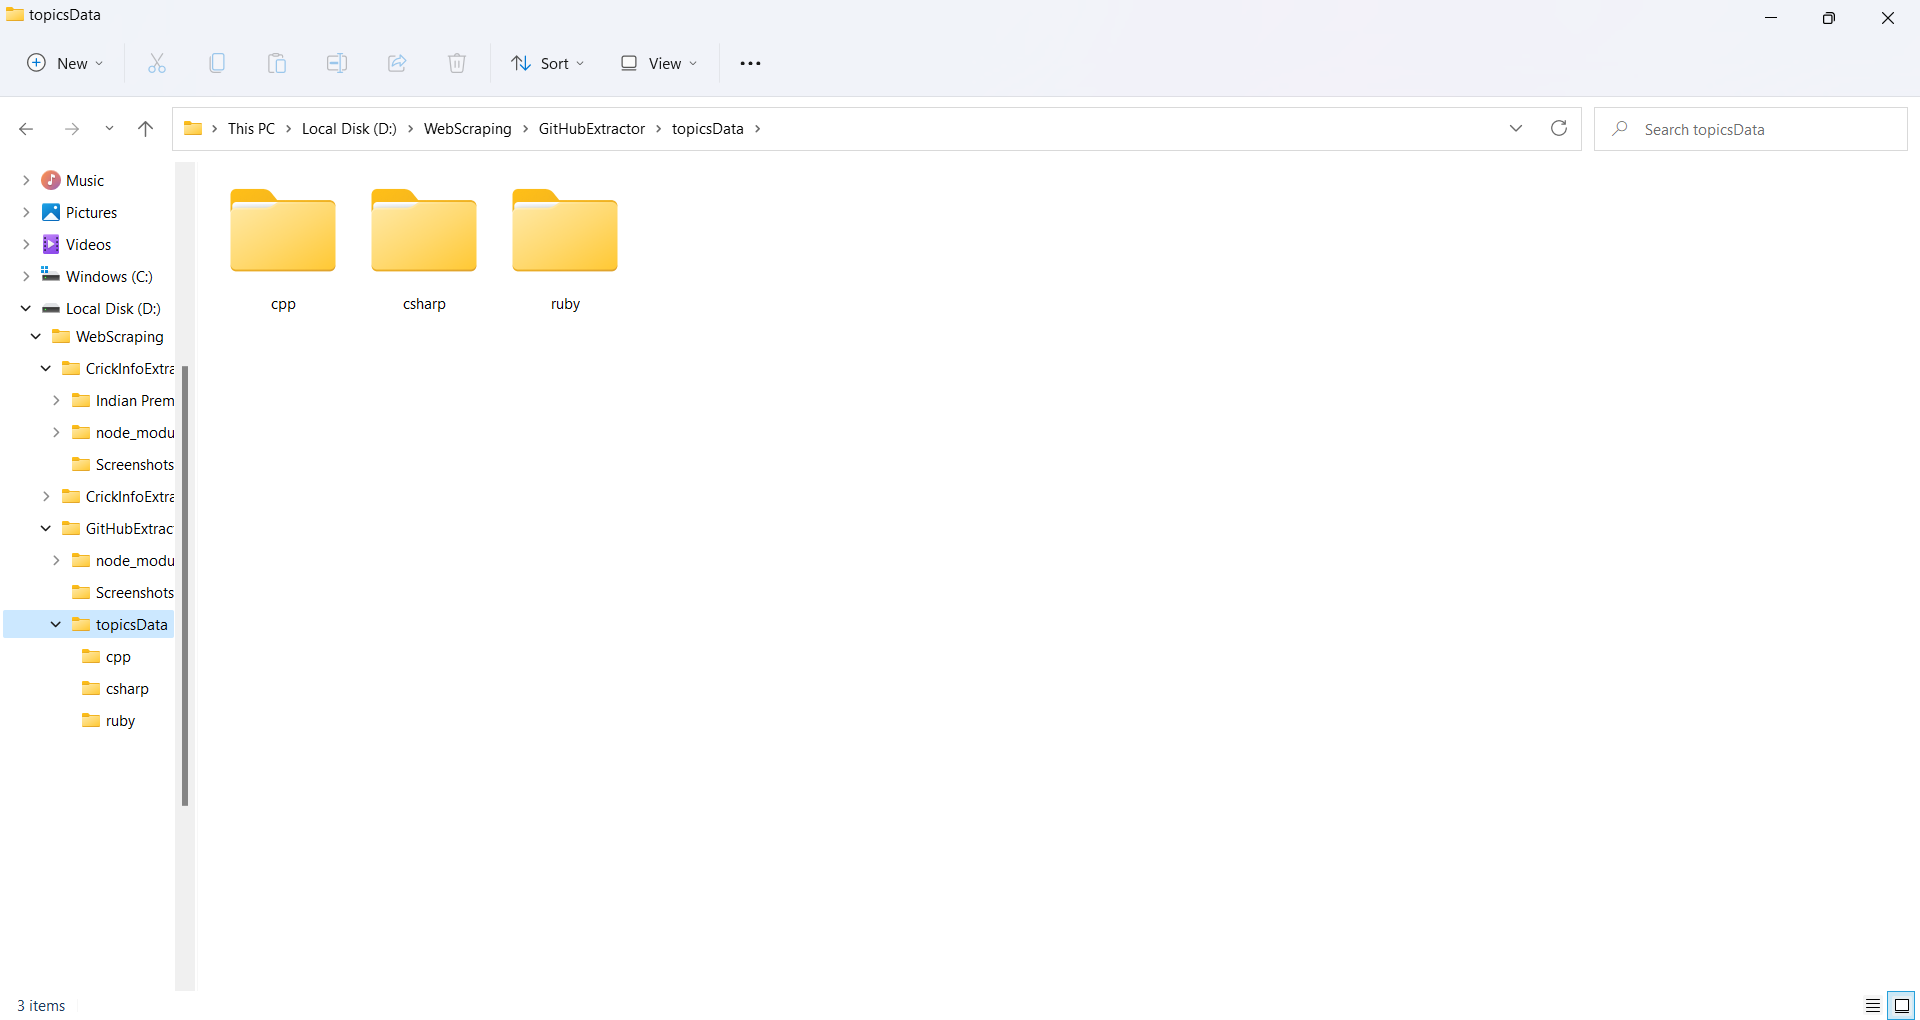 topicsData
New
Sort
View
This PC
Local Disk (D:)
WebScraping
GitHubExtractor
topicsData
Search topicsData
Music
Pictures
Videos
Windows (C:)
Local Disk (D:)
WebScraping
CrickInfoExtra
Indian Prem
node_modu
Screenshots
CrickInfoExtra
GitHubExtrac
node_modu
Screenshots
topicsData
cpp
csharp
ruby
cpp
csharp
ruby
3 items